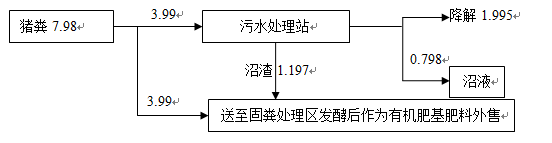 猪粪 7.98
3.99
污水处理站
降解 1.995
0.798
沼液
沼渣 1.197
3.99
送至固粪处理区发酵后作为有机肥基肥料外售